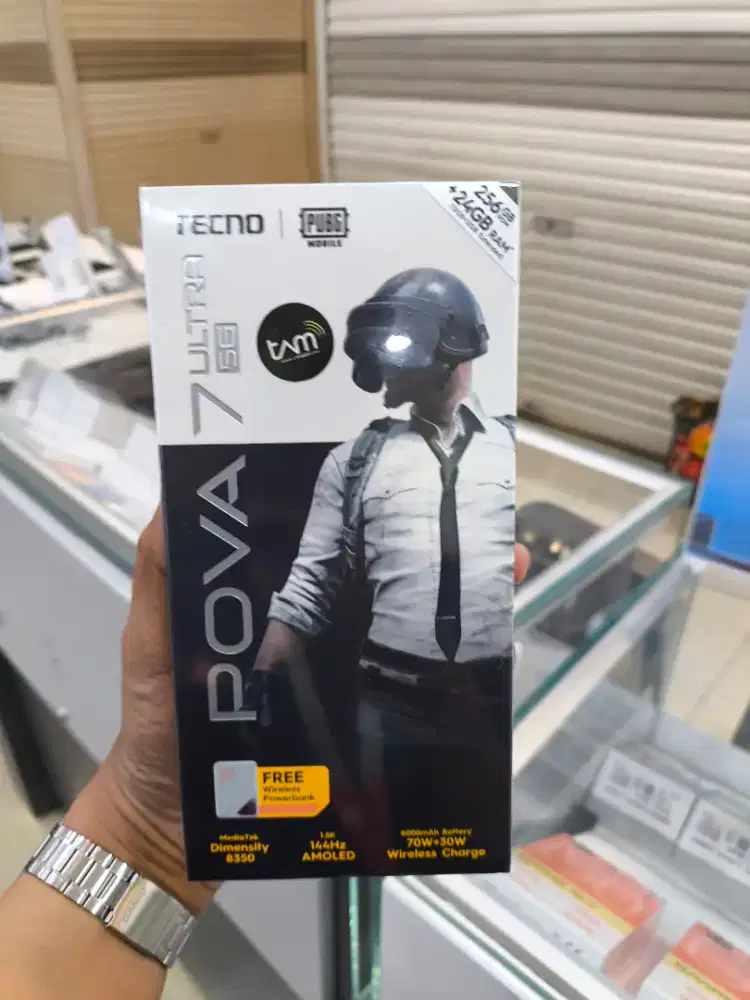 TECNO
PUBG
MOBILE
256GB
+24GB RAM
POVA 7 ULTRA 5G
tam
FREE
Wireless
Powerbank
MediaTek
Dimensity
8350
1.5K
144Hz
AMOLED
6000mAh Battery
70W+30W
Wireless Charge